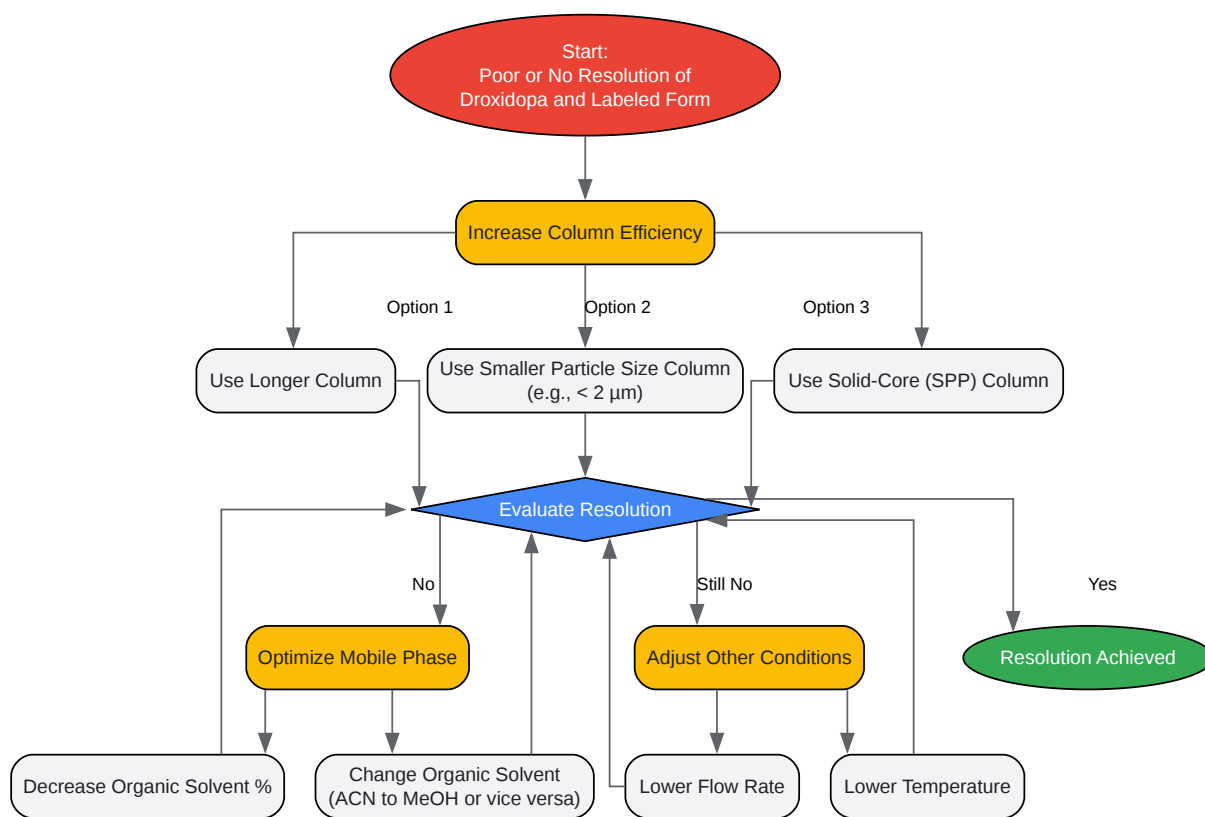 Start:
Poor or No Resolution of
Droxidopa and Labeled Form
Increase Column Efficiency
Option 1
Option 2
Option 3
Use Longer Column
Use Smaller Particle Size Column
(e.g., < 2 µm)
Use Solid-Core (SPP) Column
Evaluate Resolution
No
Still No
Yes
Optimize Mobile Phase
Adjust Other Conditions
Resolution Achieved
Decrease Organic Solvent %
Change Organic Solvent
(ACN to MeOH or vice versa)
Lower Flow Rate
Lower Temperature